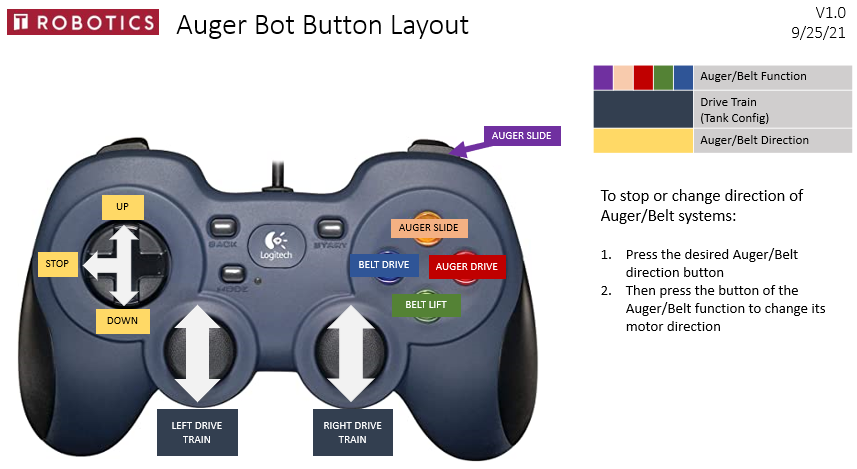 T ROBOTICS
Auger Bot Button Layout
V1.0
9/25/21
Auger/Belt Function
Drive Train
(Tank Config)
Auger/Belt Direction
AUGER SLIDE
UP
STOP
DOWN
BACK
START
MODE
Logitech
AUGER SLIDE
BELT DRIVE
AUGER DRIVE
BELT LIFT
LEFT DRIVE
TRAIN
RIGHT DRIVE
TRAIN
To stop or change direction of
Auger/Belt systems:
1. Press the desired Auger/Belt
direction button
2. Then press the button of the
Auger/Belt function to change its
motor direction